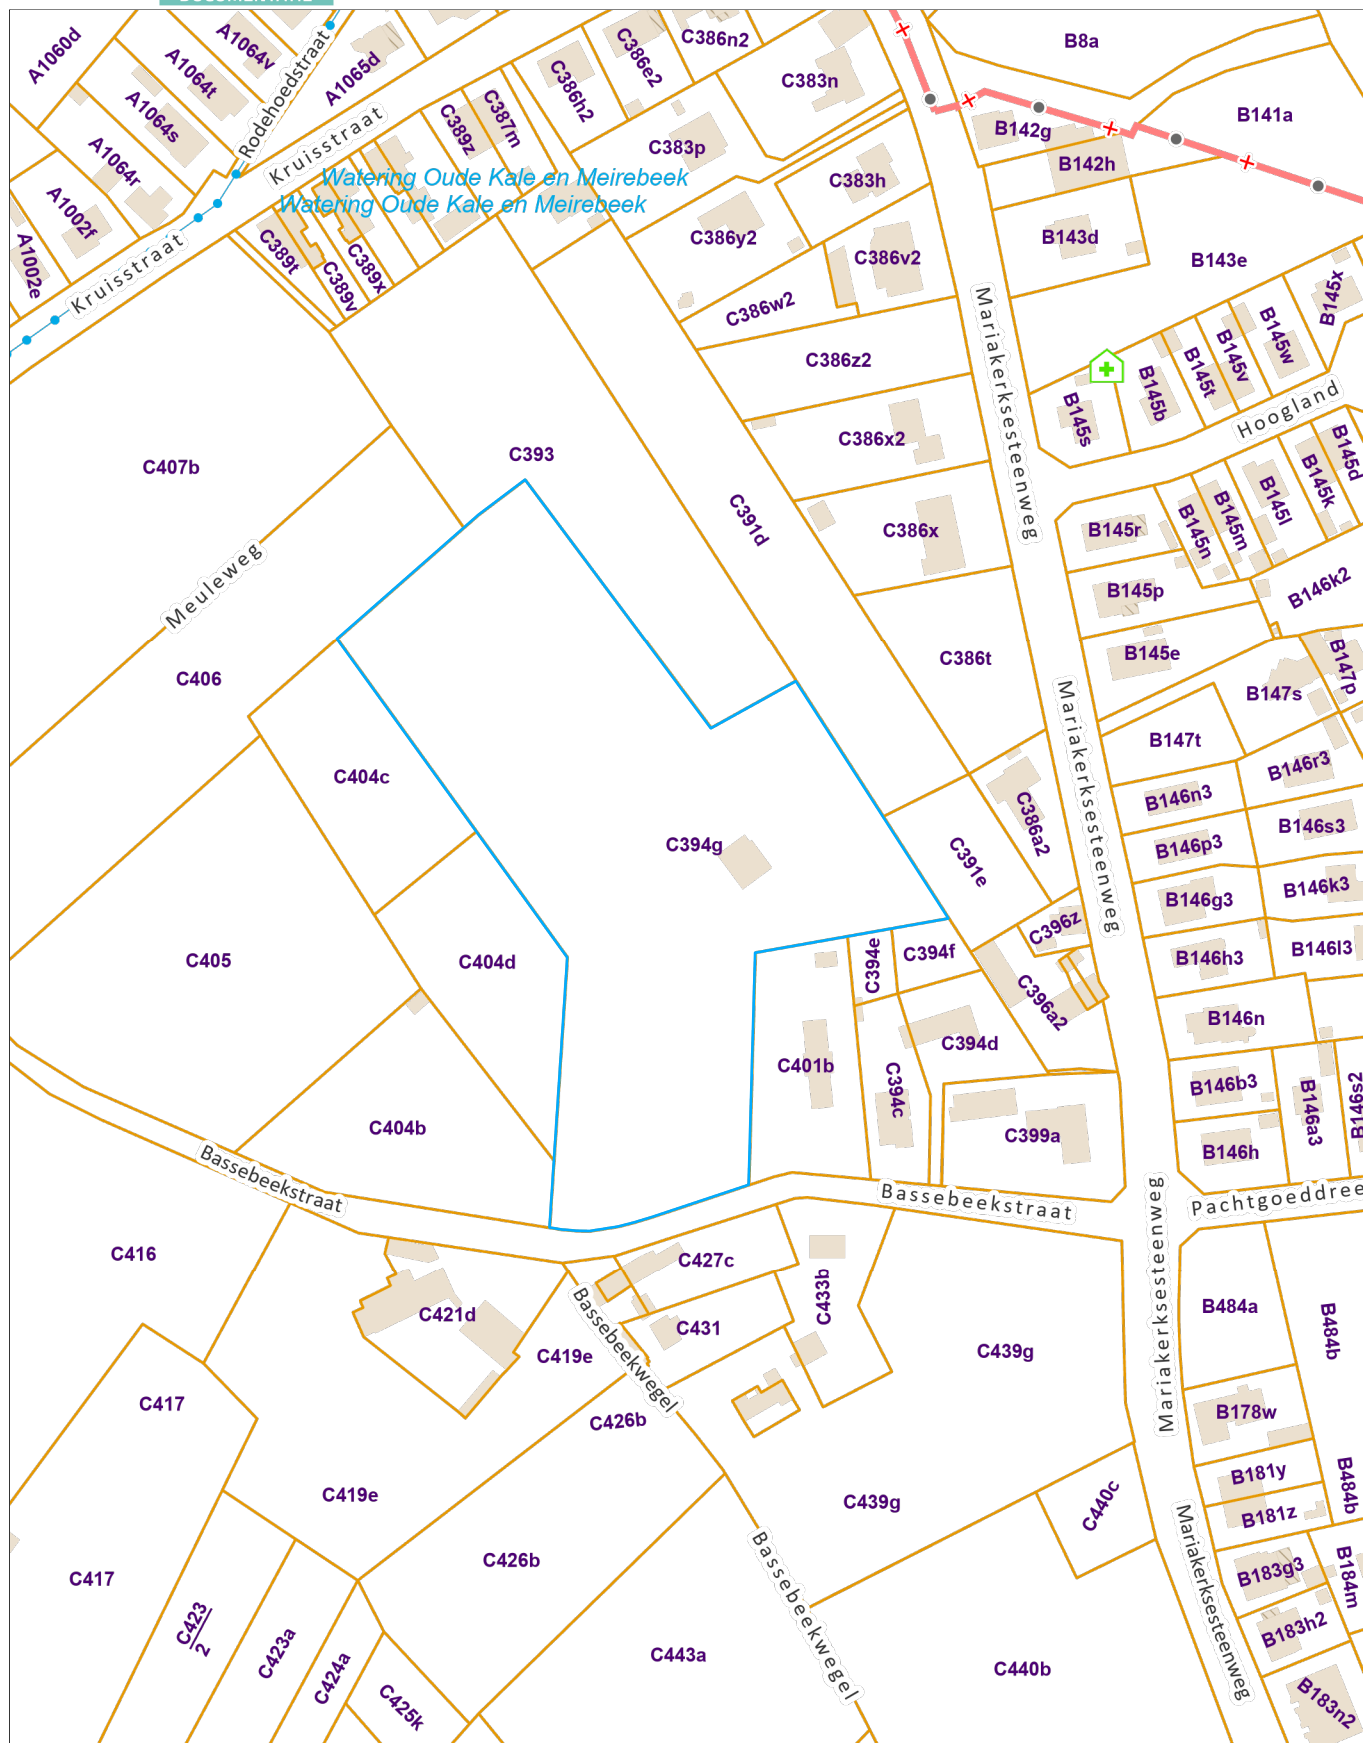 A1060d
A1064v
A1064t
A1064s
A1064r
A1065d
Rodehoedstraat
Kruisstraat
A1002f
A1002e
Kruisstraat
C386n2
C386e2
C386h2
C387m
C389z
C383n
C383p
C383h
B8a
B141a
B142g
B142h
B143d
B143e
Watering Oude Kale en Meirebeek
Watering Oude Kale en Meirebeek
C389t
C389v
C389x
C386y2
C386v2
C386w2
C386z2
C386x2
C386x
C386t
Mariakerksesteenweg
B145x
B145w
B145v
B145t
B145b
B145s
Hoogland
B145d
B145k
B145l
B145m
B145n
B145r
B145p
B145e
B146k2
B147p
B147s
B147t
C407b
C393
C391d
Meuleweg
C406
C404c
C394g
Mariakerksesteenweg
C386a2
C391e
B146r3
B146n3
B146s3
B146p3
B146k3
B146g3
B146l3
B146h3
B146n
B146b3
B146a3
B146s2
B146h
C405
C404d
C404b
C396z
C396a2
C394e
C394f
C394d
C394c
C401b
C399a
Bassebeekstraat
Bassebeekstraat
Pachtgoeddree
Mariakerksesteenweg
C416
C421d
C427c
C433b
C431
C419e
Bassebeekwegel
C439g
B484a
B484b
C417
C426b
B178w
B181y
B181z
B484b
C419e
C439g
C440c
C426b
C417
C423
2
C423a
C424a
C425k
C443a
Bassebeekwegel
C440b
Mariakerksesteenweg
B183g3
B184m
B183h2
B183n2